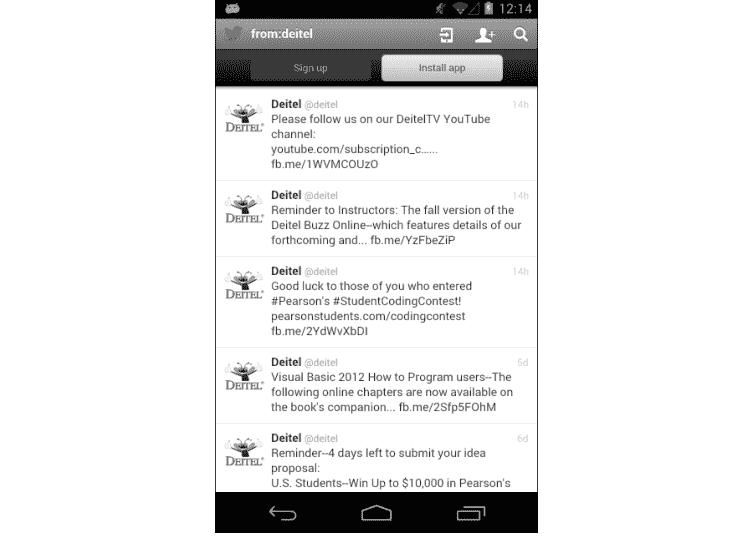 12:14
from:deitel
Sign up
Install app
Deitel @deitel 14h
Please follow us on our DeitelTV YouTube
channel:
youtube.com/subscription_c......
fb.me/1WVMCOUzO
DEITEL®
Deitel @deitel 14h
Reminder to Instructors: The fall version of the
Deitel Buzz Online--which features details of our
forthcoming and... fb.me/YzFbeZiP
DEITEL®
Deitel @deitel 14h
Good luck to those of you who entered
#Pearson's #StudentCodingContest!
pearsonstudents.com/codingcontest
fb.me/2YdWvXbDI
DEITEL®
Deitel @deitel 5d
Visual Basic 2012 How to Program users--The
following online chapters are now available on
the book's companion... fb.me/2Sfp5FOhM
DEITEL®
Deitel @deitel 6d
Reminder--4 days left to submit your idea
proposal:
U.S. Students--Win Up to $10,000 in Pearson's
DEITEL®